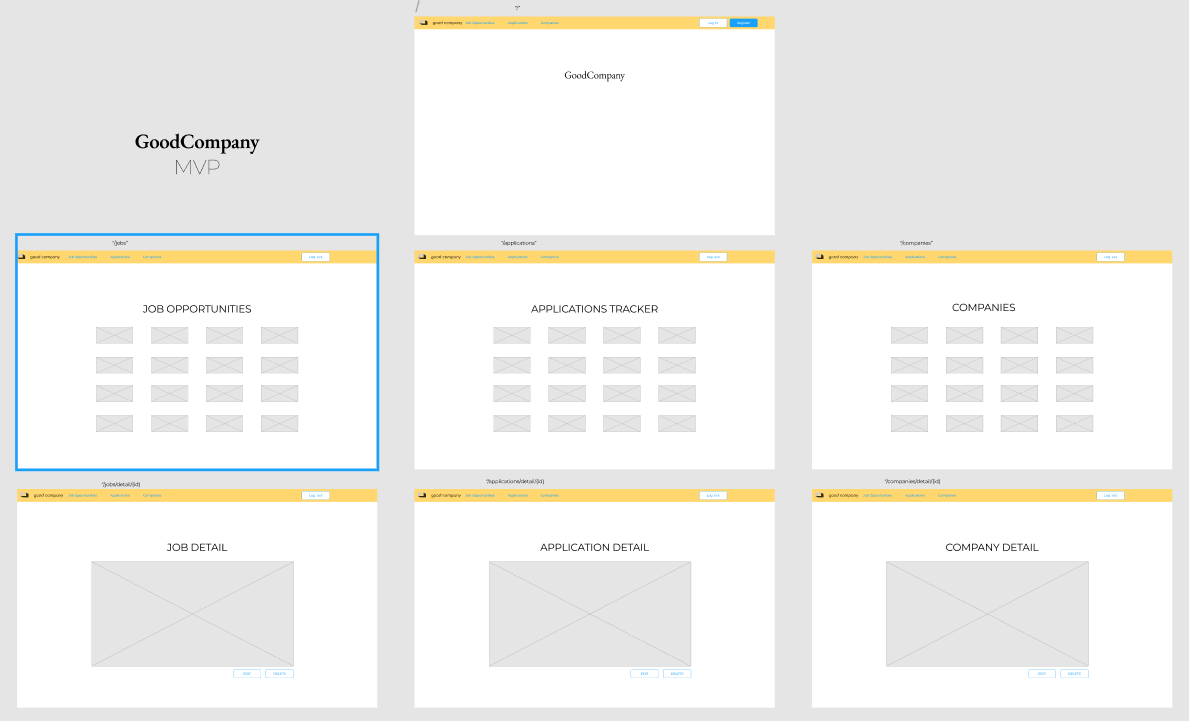 "/"
good company Job Opportunities Applications Companies Log In Register
GoodCompany
GoodCompany
MVP
"/jobs"
good company Job Opportunities Applications Companies Log out
JOB OPPORTUNITIES
"/applications"
good company Job Opportunities Applications Companies Log out
APPLICATIONS TRACKER
"/companies"
good company Job Opportunities Applications Companies Log out
COMPANIES
"/jobs/detail/{id}
good company Job Opportunities Applications Companies Log out
JOB DETAIL
EDIT DELETE
"/applications/detail/{id}
good company Job Opportunities Applications Companies Log out
APPLICATION DETAIL
EDIT DELETE
"/companies/detail/{id}
good company Job Opportunities Applications Companies Log out
COMPANY DETAIL
EDIT DELETE